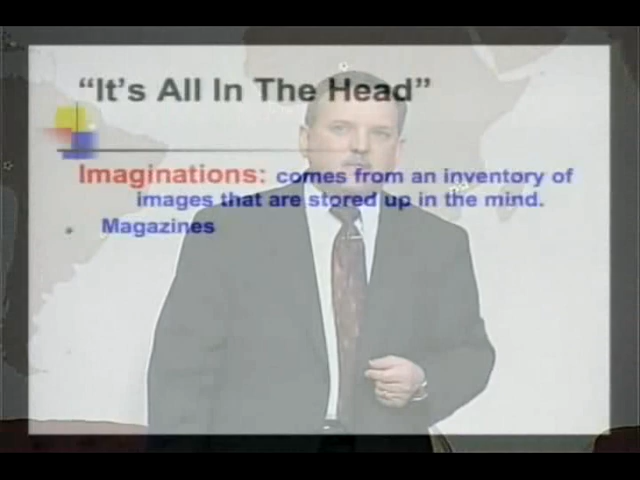 “It’s All In The Head”
Imaginations: comes from an inventory of
images that are stored up in the mind.
Magazines